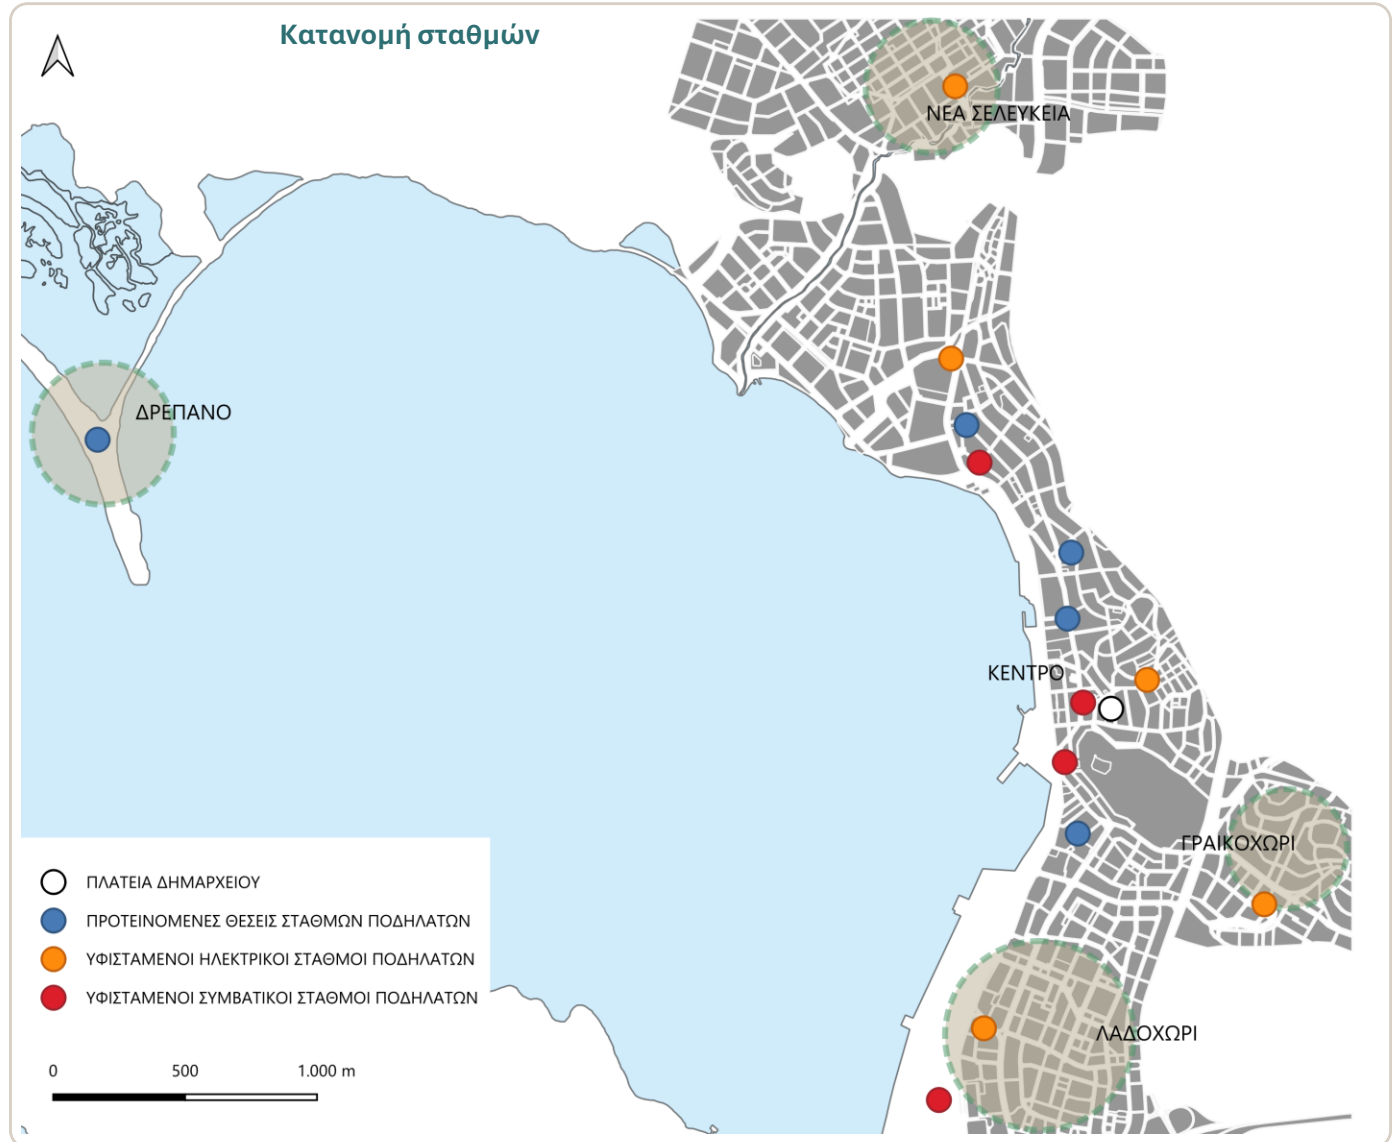 Κατανομή σταθμών
ΝΕΑ ΣΕΛΕΥΚΕΙΑ
ΔΡΕΠΑΝΟ
ΚΕΝΤΡΟ
ΓΡΑΙΚΟΧΩΡΙ
ΛΑΔΟΧΩΡΙ
ΠΛΑΤΕΙΑ ΔΗΜΑΡΧΕΙΟΥ
ΠΡΟΤΕΙΝΟΜΕΝΕΣ ΘΕΣΕΙΣ ΣΤΑΘΜΩΝ ΠΟΔΗΛΑΤΩΝ
ΥΦΙΣΤΑΜΕΝΟΙ ΗΛΕΚΤΡΙΚΟΙ ΣΤΑΘΜΟΙ ΠΟΔΗΛΑΤΩΝ
ΥΦΙΣΤΑΜΕΝΟΙ ΣΥΜΒΑΤΙΚΟΙ ΣΤΑΘΜΟΙ ΠΟΔΗΛΑΤΩΝ
0 500 1.000 m